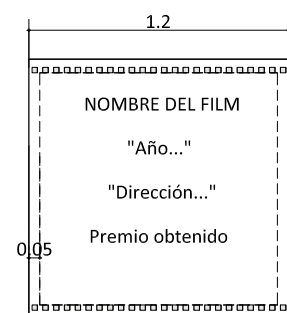 1.2
NOMBRE DEL FILM
"Año..."
"Dirección..."
Premio obtenido
0.05